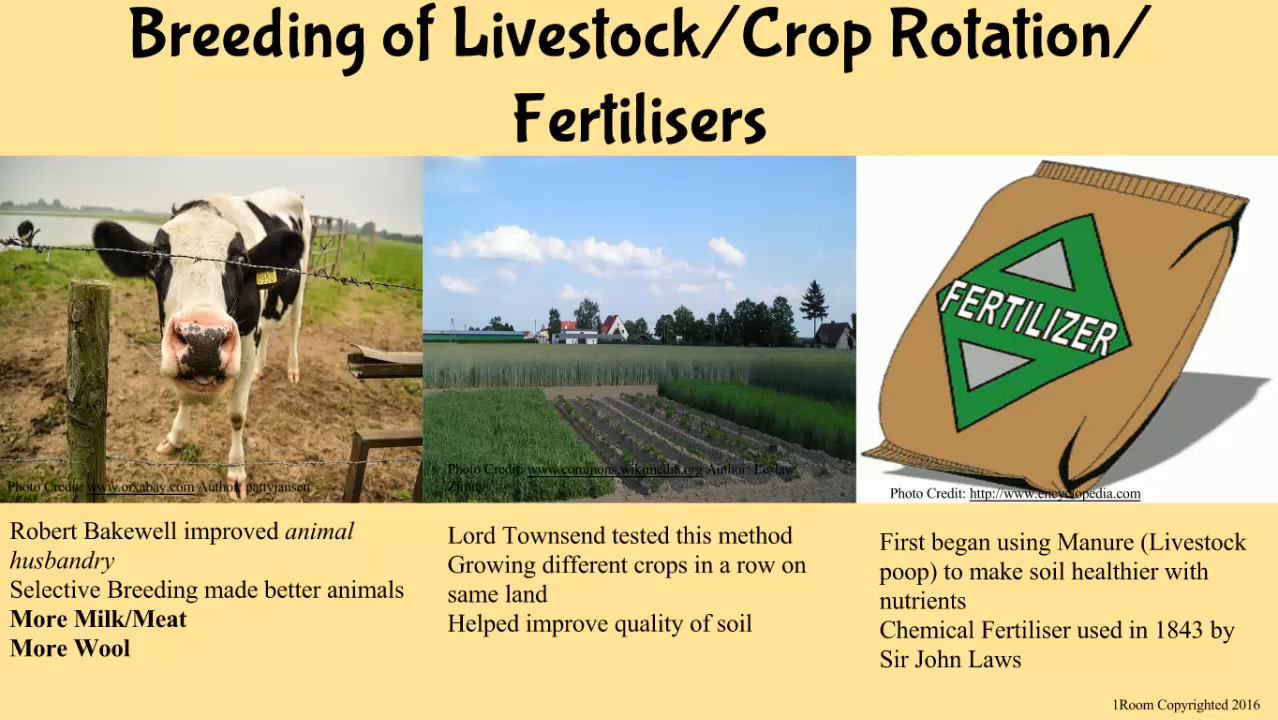 Breeding of Livestock/Crop Rotation/
Fertilisers
FERTILIZER
Photo Credit: www.pixabay.com Author: pattyjansen
Photo Credit: www.commons.wikimedia.org Author: Leslaw
Zimny
Photo Credit: http://www.encyclopedia.com
Robert Bakewell improved animal
husbandry
Selective Breeding made better animals
More Milk/Meat
More Wool
Lord Townsend tested this method
Growing different crops in a row on
same land
Helped improve quality of soil
First began using Manure (Livestock
poop) to make soil healthier with
nutrients
Chemical Fertiliser used in 1843 by
Sir John Laws
1Room Copyrighted 2016